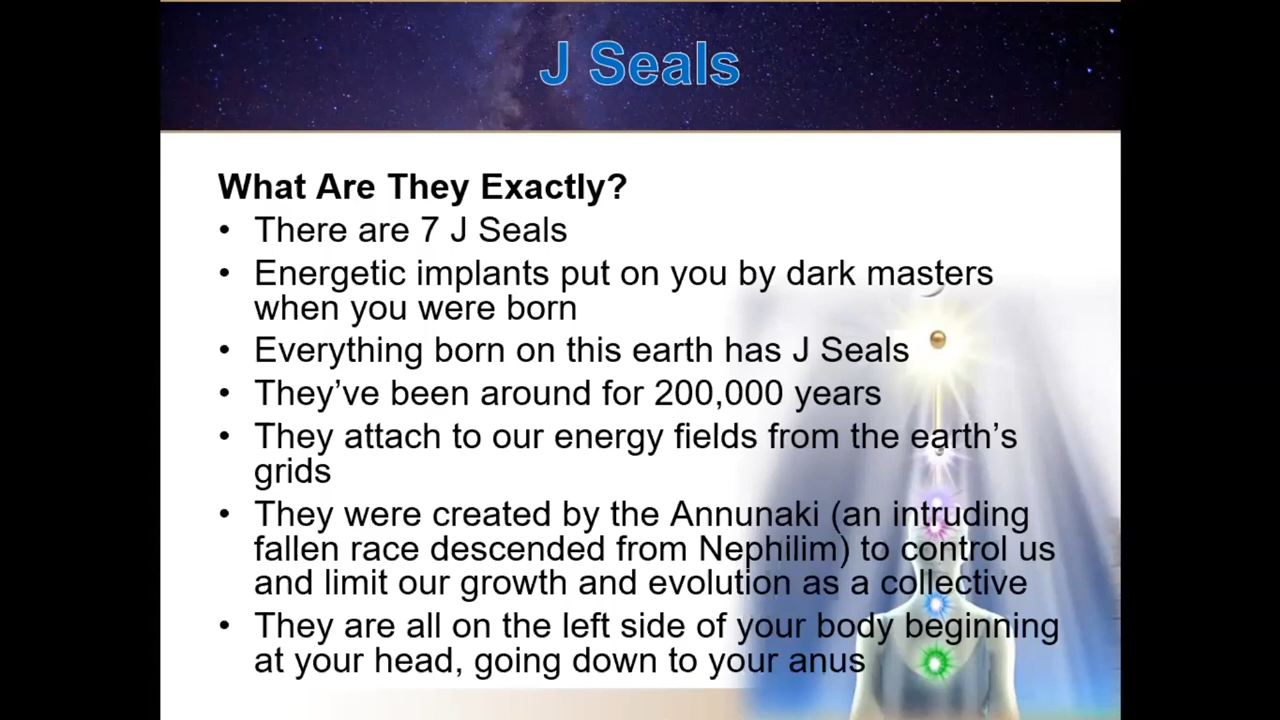 J Seals
What Are They Exactly?
• There are 7 J Seals
• Energetic implants put on you by dark masters
when you were born
• Everything born on this earth has J Seals
• They’ve been around for 200,000 years
• They attach to our energy fields from the earth’s
grids
• They were created by the Annunaki (an intruding
fallen race descended from Nephilim) to control us
and limit our growth and evolution as a collective
• They are all on the left side of your body beginning
at your head, going down to your anus